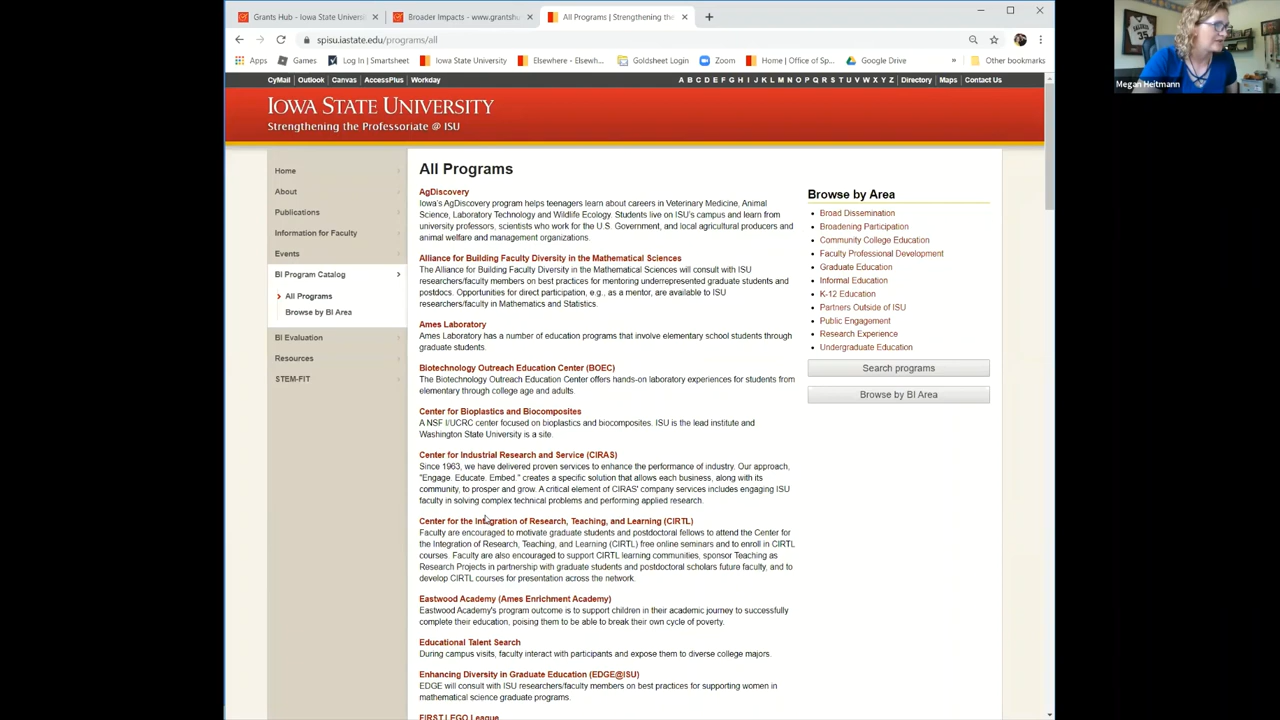 Grants Hub - Iowa State Universi
Broader Impacts - www.grantshu
All Programs | Strengthening the
spisu.iastate.edu/programs/all
Apps
Games
Log In | Smartsheet
Iowa State University
Elsewhere - Elsewh...
Goldsheet Login
Zoom
Home | Office of Sp...
Google Drive
»
Other bookmarks
CyMail Outlook Canvas AccessPlus Workday
A B C D E F G H I J K L M N O P Q R S T U V W X Y Z Directory Maps Contact Us
IOWA STATE UNIVERSITY
Strengthening the Professoriate @ ISU
Home
About
Publications
Information for Faculty
Events
BI Program Catalog
All Programs
Browse by BI Area
BI Evaluation
Resources
STEM-FIT
All Programs
AgDiscovery
Iowa's AgDiscovery program helps teenagers learn about careers in Veterinary Medicine, Animal
Science, Laboratory Technology and Wildlife Ecology. Students live on ISU's campus and learn from
university professors, scientists who work for the U.S. Government, and local agricultural producers and
animal welfare and management organizations.
Alliance for Building Faculty Diversity in the Mathematical Sciences
The Alliance for Building Faculty Diversity in the Mathematical Sciences will consult with ISU
researchers/faculty members on best practices for mentoring underrepresented graduate students and
postdocs. Opportunities for direct participation, e.g., as a mentor, are available to ISU
researchers/faculty in Mathematics and Statistics.
Ames Laboratory
Ames Laboratory has a number of education programs that involve elementary school students through
graduate students.
Biotechnology Outreach Education Center (BOEC)
The Biotechnology Outreach Education Center offers hands-on laboratory experiences for students from
elementary through college age and adults.
Center for Bioplastics and Biocomposites
A NSF I/UCRC center focused on bioplastics and biocomposites. ISU is the lead institute and
Washington State University is a site.
Center for Industrial Research and Service (CIRAS)
Since 1963, we have delivered proven services to enhance the performance of industry. Our approach,
"Engage. Educate. Embed." creates a specific solution that allows each business, along with its
community, to prosper and grow. A critical element of CIRAS' company services includes engaging ISU
faculty in solving complex technical problems and performing applied research.
Center for the Integration of Research, Teaching, and Learning (CIRTL)
Faculty are encouraged to motivate graduate students and postdoctoral fellows to attend the Center for
the Integration of Research, Teaching, and Learning (CIRTL) free online seminars and to enroll in CIRTL
courses. Faculty are also encouraged to support CIRTL learning communities, sponsor Teaching as
Research Projects in partnership with graduate students and postdoctoral scholars future faculty, and to
develop CIRTL courses for presentation across the network.
Eastwood Academy (Ames Enrichment Academy)
Eastwood Academy's program outcome is to support children in their academic journey to successfully
complete their education, poising them to be able to break their own cycle of poverty.
Educational Talent Search
During campus visits, faculty interact with participants and expose them to diverse college majors.
Enhancing Diversity in Graduate Education (EDGE@ISU)
EDGE will consult with ISU researchers/faculty members on best practices for supporting women in
mathematical science graduate programs.
FIRST LEGO League
Browse by Area
Broad Dissemination
Broadening Participation
Community College Education
Faculty Professional Development
Graduate Education
Informal Education
K-12 Education
Partners Outside of ISU
Public Engagement
Research Experience
Undergraduate Education
Search programs
Browse by BI Area
35
Megan Heitmann